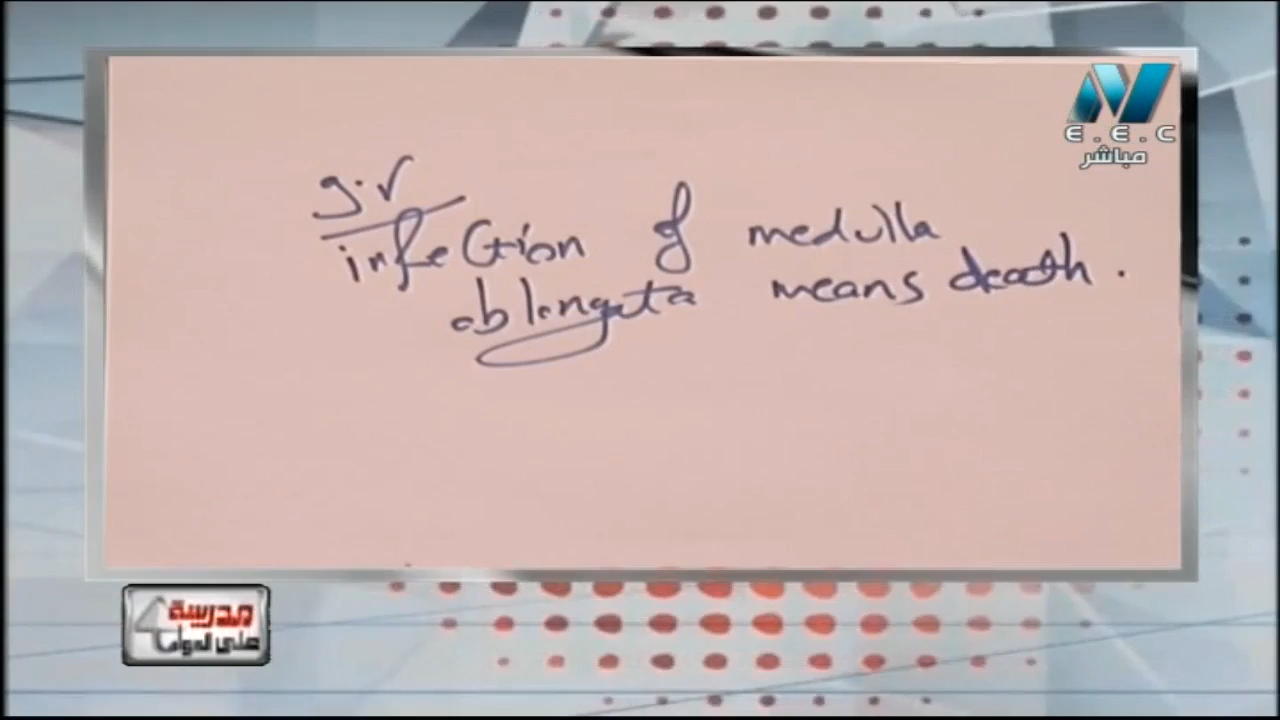 E.E.C
مباشر
g.r
infection of medulla
oblongata means death.
مدرسة
على الهواء